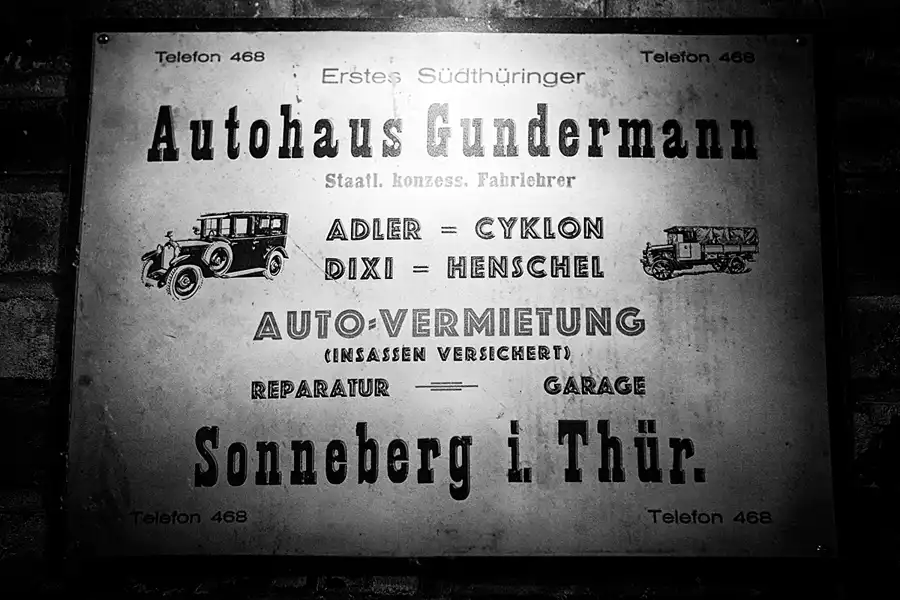 Telefon 468 Telefon 468
Erstes Südthüringer
Autohaus Gundermann
Staatl. konzess. Fahrlehrer
ADLER = CYKLON
DIXI = HENSCHEL
AUTO=VERMIETUNG
(INSASSEN VERSICHERT)
REPARATUR GARAGE
Sonneberg i. Thür.
Telefon 468 Telefon 468